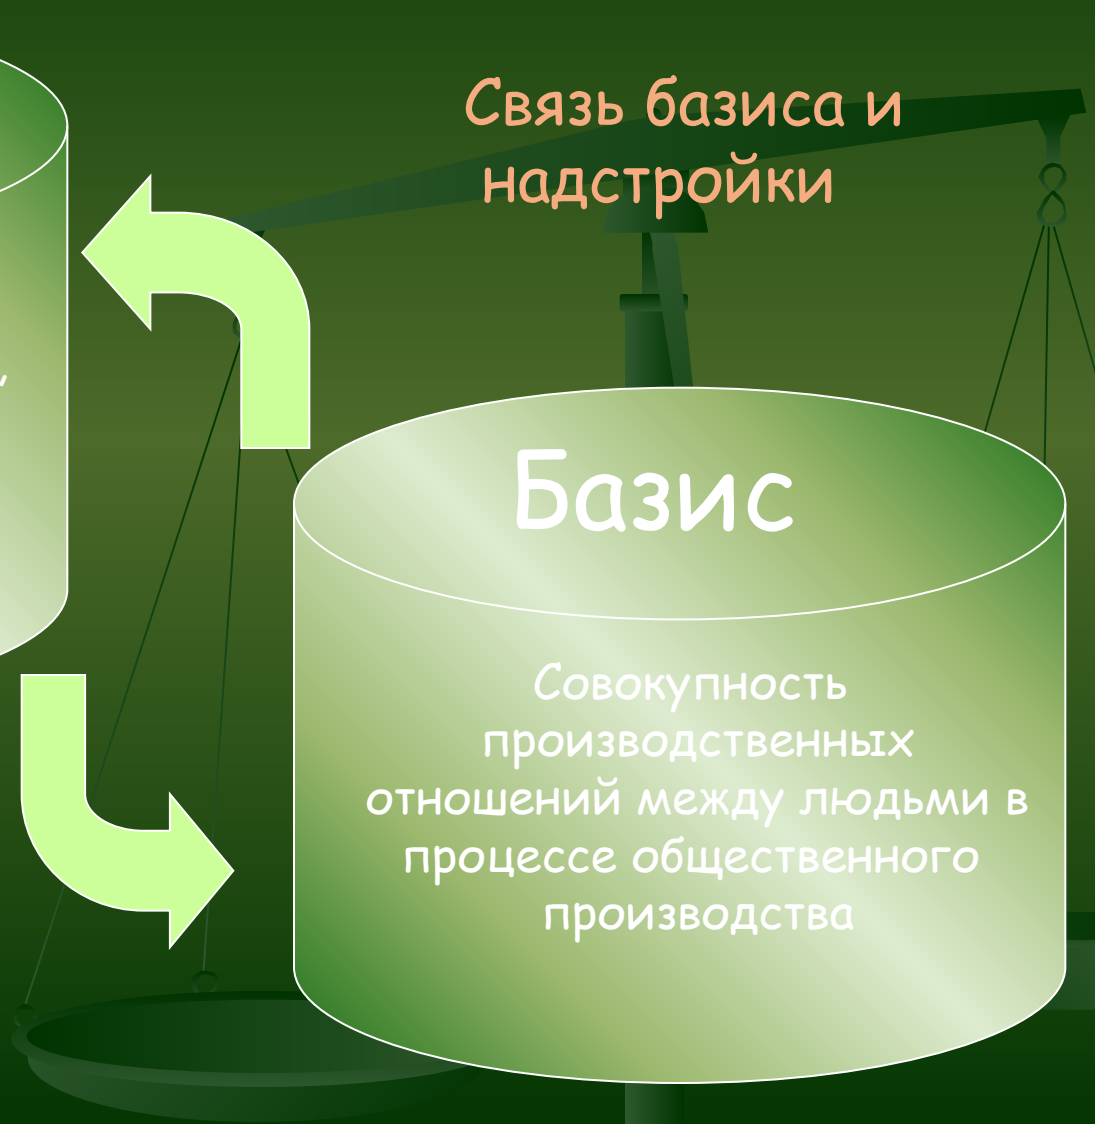 Связь базиса и
надстройки
Базис
Совокупность
производственных
отношений между людьми в
процессе общественного
производства